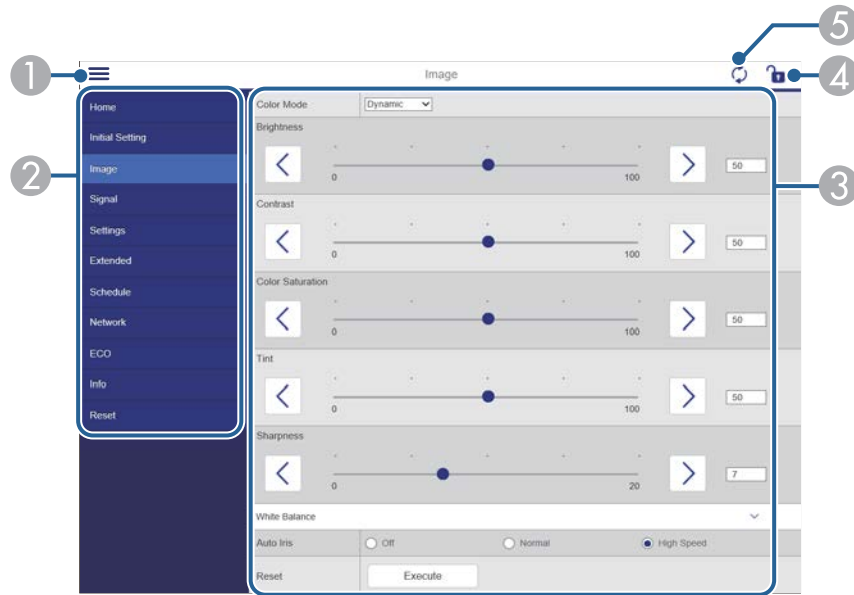 5
1
Image
4
2
Home
Initial Setting
Image
Signal
Settings
Extended
Schedule
Network
ECO
Info
Reset
3
Color Mode
Dynamic
Brightness
0
100
50
Contrast
0
100
50
Color Saturation
0
100
50
Tint
0
100
50
Sharpness
0
20
7
White Balance
Auto Iris
Off
Normal
High Speed
Reset
Execute